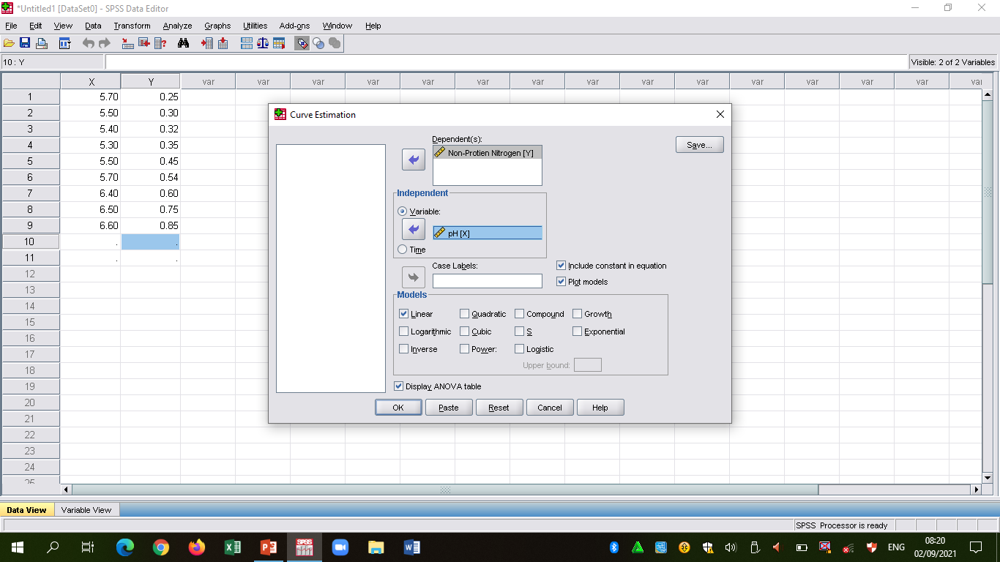 *Untitled1 [DataSet0] - SPSS Data Editor
File Edit View Data Transform Analyze Graphs Utilities Add-ons Window Help
10 : Y
Visible: 2 of 2 Variables
X Y var var var var var var var var var var var var var var var
1 5.70 0.25
2 5.50 0.30
3 5.40 0.32
4 5.30 0.35
5 5.50 0.45
6 5.70 0.54
7 6.40 0.60
8 6.50 0.75
9 6.60 0.85
10 . .
11 . .
12
13
14
15
16
17
18
19
20
21
22
23
24
25
Curve Estimation
Dependent(s):
Non-Protien Nitrogen [Y]
Save...
Independent
Variable:
pH [X]
Time
Case Labels:
Include constant in equation
Plot models
Models
Linear Quadratic Compound Growth
Logarithmic Cubic S Exponential
Inverse Power: Logistic
Upper bound:
Display ANOVA table
OK Paste Reset Cancel Help
Data View Variable View
SPSS Processor is ready
SPSS
ENG
08:20
02/09/2021